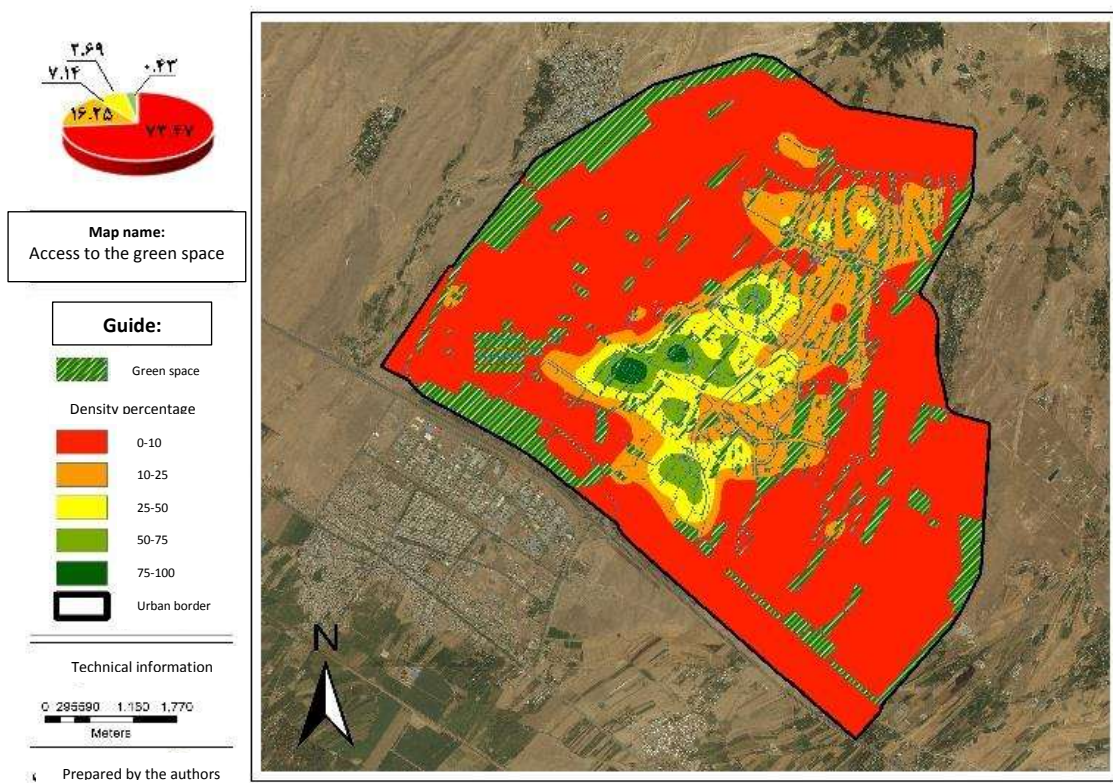 ۲.۶۹
۷.۱۴
۰.۴۳
۱۶.۲۵
۷۳.۴۷
Map name:
Access to the green space
Guide:
Green space
Density percentage
0-10
10-25
25-50
50-75
75-100
Urban border
Technical information
0 295590 1.180 1,770
Meters
Prepared by the authors
N